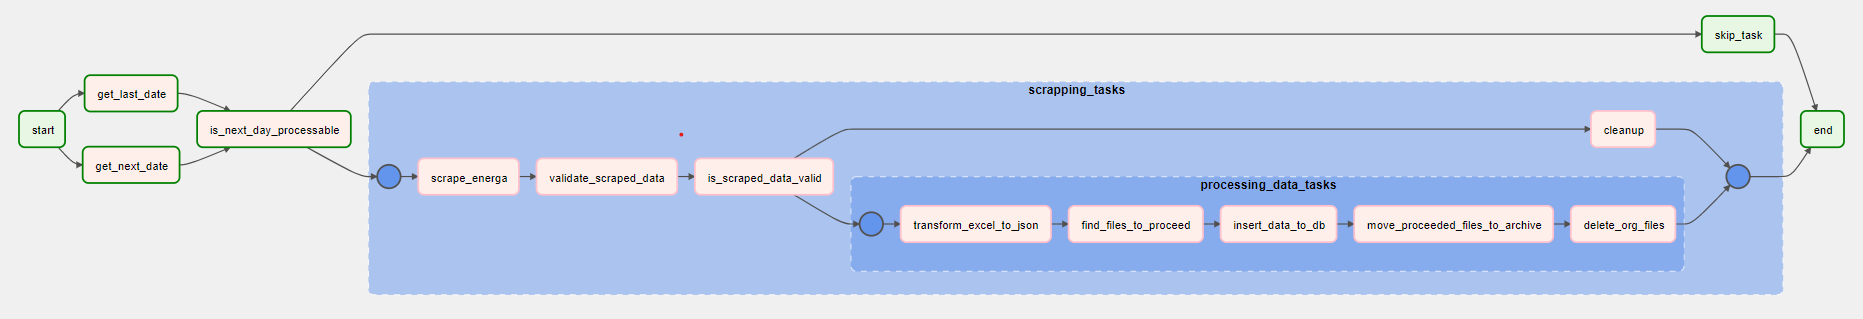 skip_task
scrapping_tasks
get_last_date
start
is_next_day_processable
get_next_date
cleanup
end
scrape_energa
validate_scraped_data
is_scraped_data_valid
processing_data_tasks
transform_excel_to_json
find_files_to_proceed
insert_data_to_db
move_proceeded_files_to_archive
delete_org_files